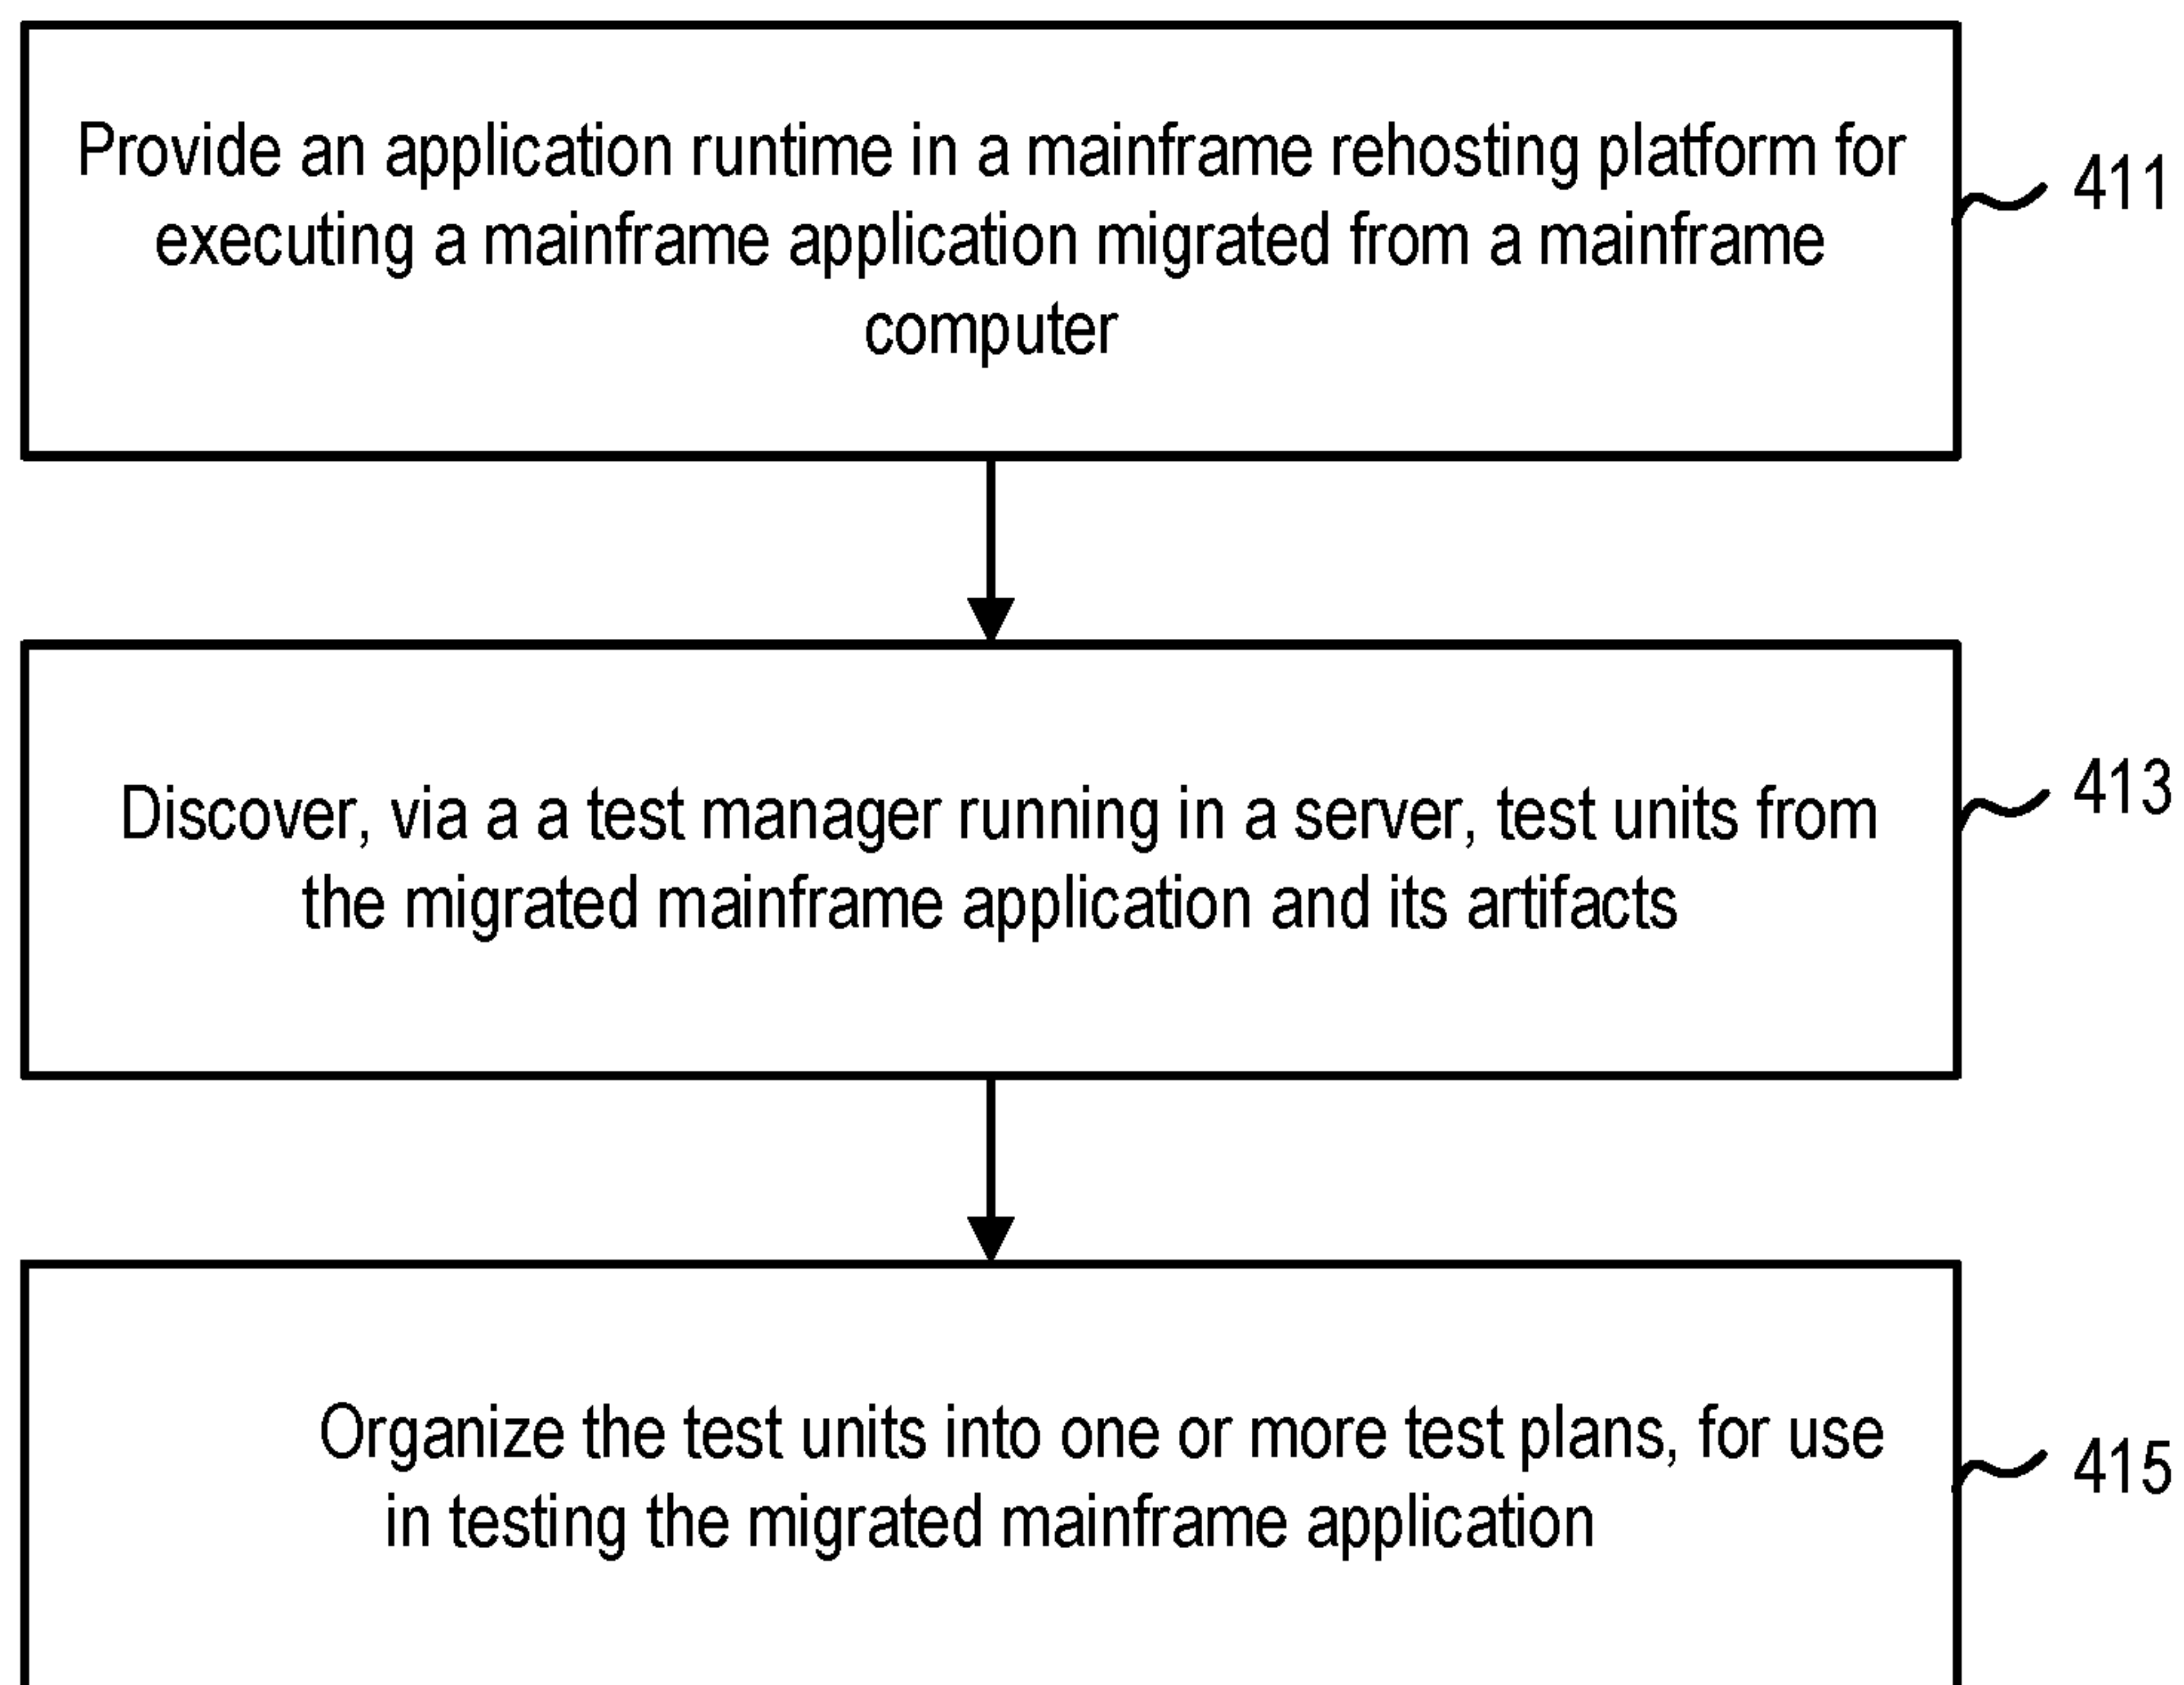 Provide an application runtime in a mainframe rehosting platform for
executing a mainframe application migrated from a mainframe
computer
411
Discover, via a a test manager running in a server, test units from
the migrated mainframe application and its artifacts
413
Organize the test units into one or more test plans, for use
in testing the migrated mainframe application
415